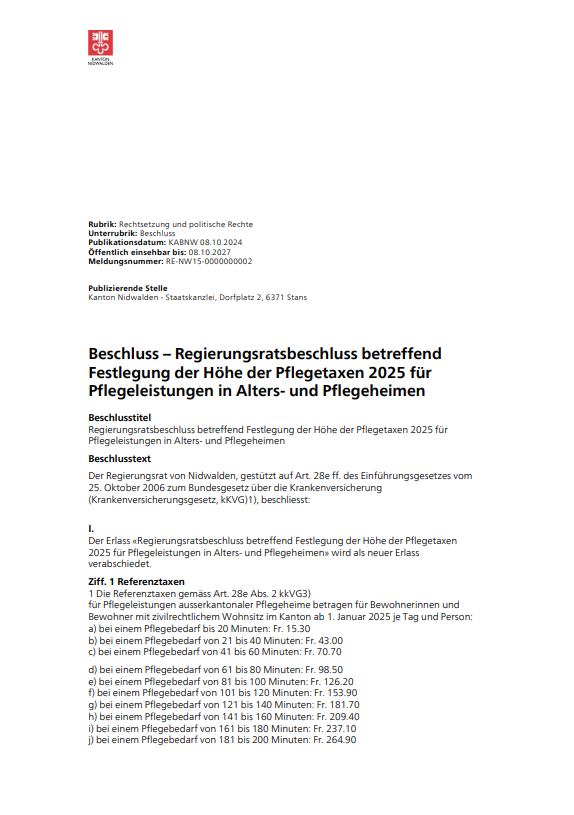 KANTON
NIDWALDEN
Rubrik: Rechtsetzung und politische Rechte
Unterrubrik: Beschluss
Publikationsdatum: KABNW 08.10.2024
Öffentlich einsehbar bis: 08.10.2027
Meldungsnummer: RE-NW15-0000000002
Publizierende Stelle
Kanton Nidwalden - Staatskanzlei, Dorfplatz 2, 6371 Stans
Beschluss – Regierungsratsbeschluss betreffend
Festlegung der Höhe der Pflegetaxen 2025 für
Pflegeleistungen in Alters- und Pflegeheimen
Beschlusstitel
Regierungsratsbeschluss betreffend Festlegung der Höhe der Pflegetaxen 2025 für
Pflegeleistungen in Alters- und Pflegeheimen
Beschlusstext
Der Regierungsrat von Nidwalden, gestützt auf Art. 28e ff. des Einführungsgesetzes vom
25. Oktober 2006 zum Bundesgesetz über die Krankenversicherung
(Krankenversicherungsgesetz, kKVG)1), beschliesst:
I.
Der Erlass «Regierungsratsbeschluss betreffend Festlegung der Höhe der Pflegetaxen
2025 für Pflegeleistungen in Alters- und Pflegeheimen» wird als neuer Erlass
verabschiedet.
Ziff. 1 Referenztaxen
1 Die Referenztaxen gemäss Art. 28e Abs. 2 kkVG3)
für Pflegeleistungen ausserkantonaler Pflegeheime betragen für Bewohnerinnen und
Bewohner mit zivilrechtlichem Wohnsitz im Kanton ab 1. Januar 2025 je Tag und Person:
a) bei einem Pflegebedarf bis 20 Minuten: Fr. 15.30
b) bei einem Pflegebedarf von 21 bis 40 Minuten: Fr. 43.00
c) bei einem Pflegebedarf von 41 bis 60 Minuten: Fr. 70.70
d) bei einem Pflegebedarf von 61 bis 80 Minuten: Fr. 98.50
e) bei einem Pflegebedarf von 81 bis 100 Minuten: Fr. 126.20
f) bei einem Pflegebedarf von 101 bis 120 Minuten: Fr. 153.90
g) bei einem Pflegebedarf von 121 bis 140 Minuten: Fr. 181.70
h) bei einem Pflegebedarf von 141 bis 160 Minuten: Fr. 209.40
i) bei einem Pflegebedarf von 161 bis 180 Minuten: Fr. 237.10
j) bei einem Pflegebedarf von 181 bis 200 Minuten: Fr. 264.90